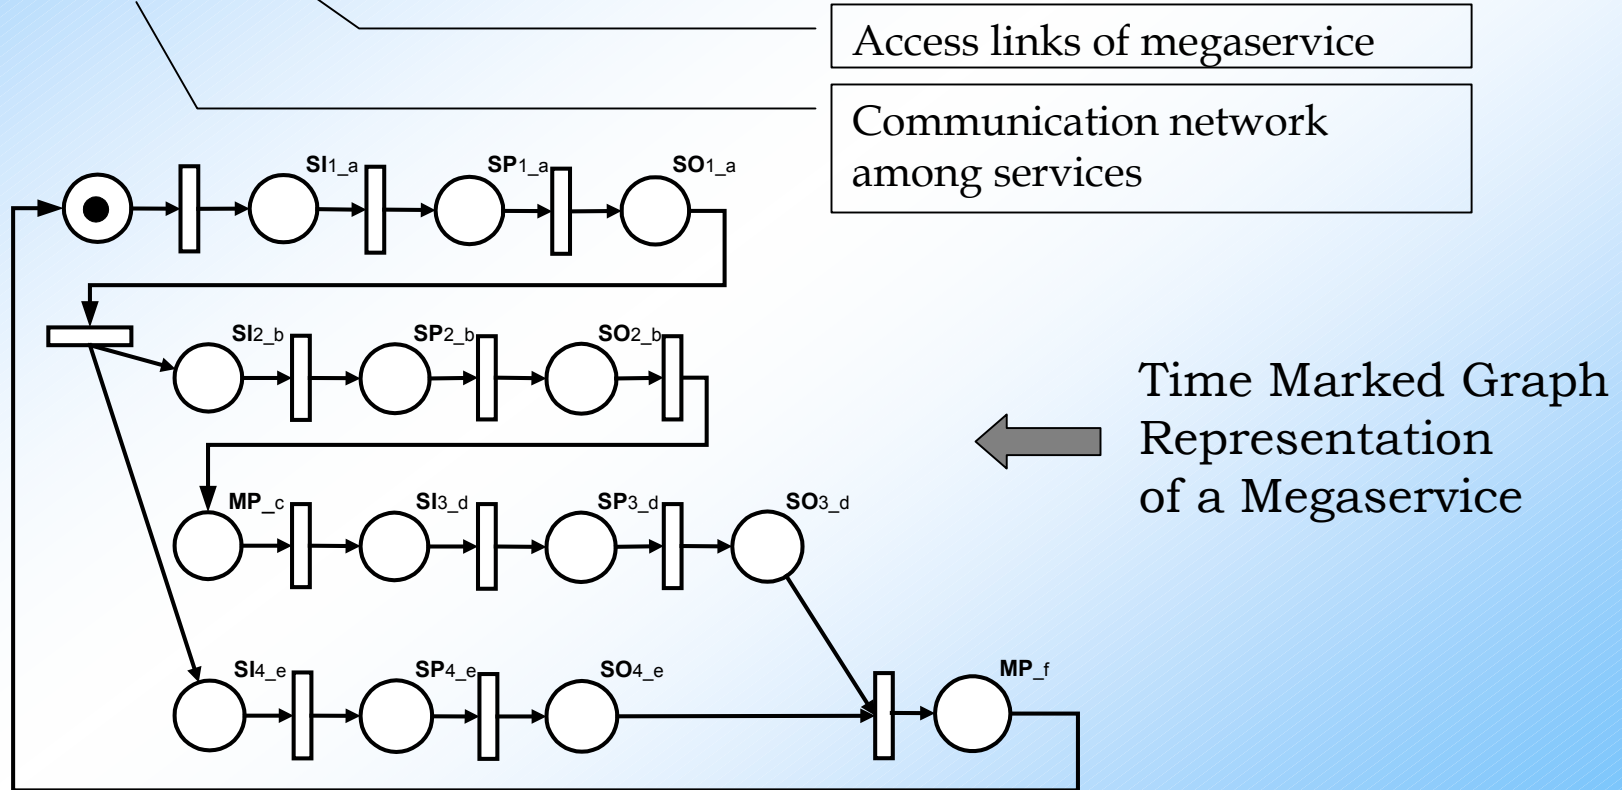 Access links of megaservice
Communication network
among services
SI1_a
SP1_a
SO1_a
SI2_b
SP2_b
SO2_b
Time Marked Graph
Representation
of a Megaservice
MP_c
SI3_d
SP3_d
SO3_d
SI4_e
SP4_e
SO4_e
MP_f